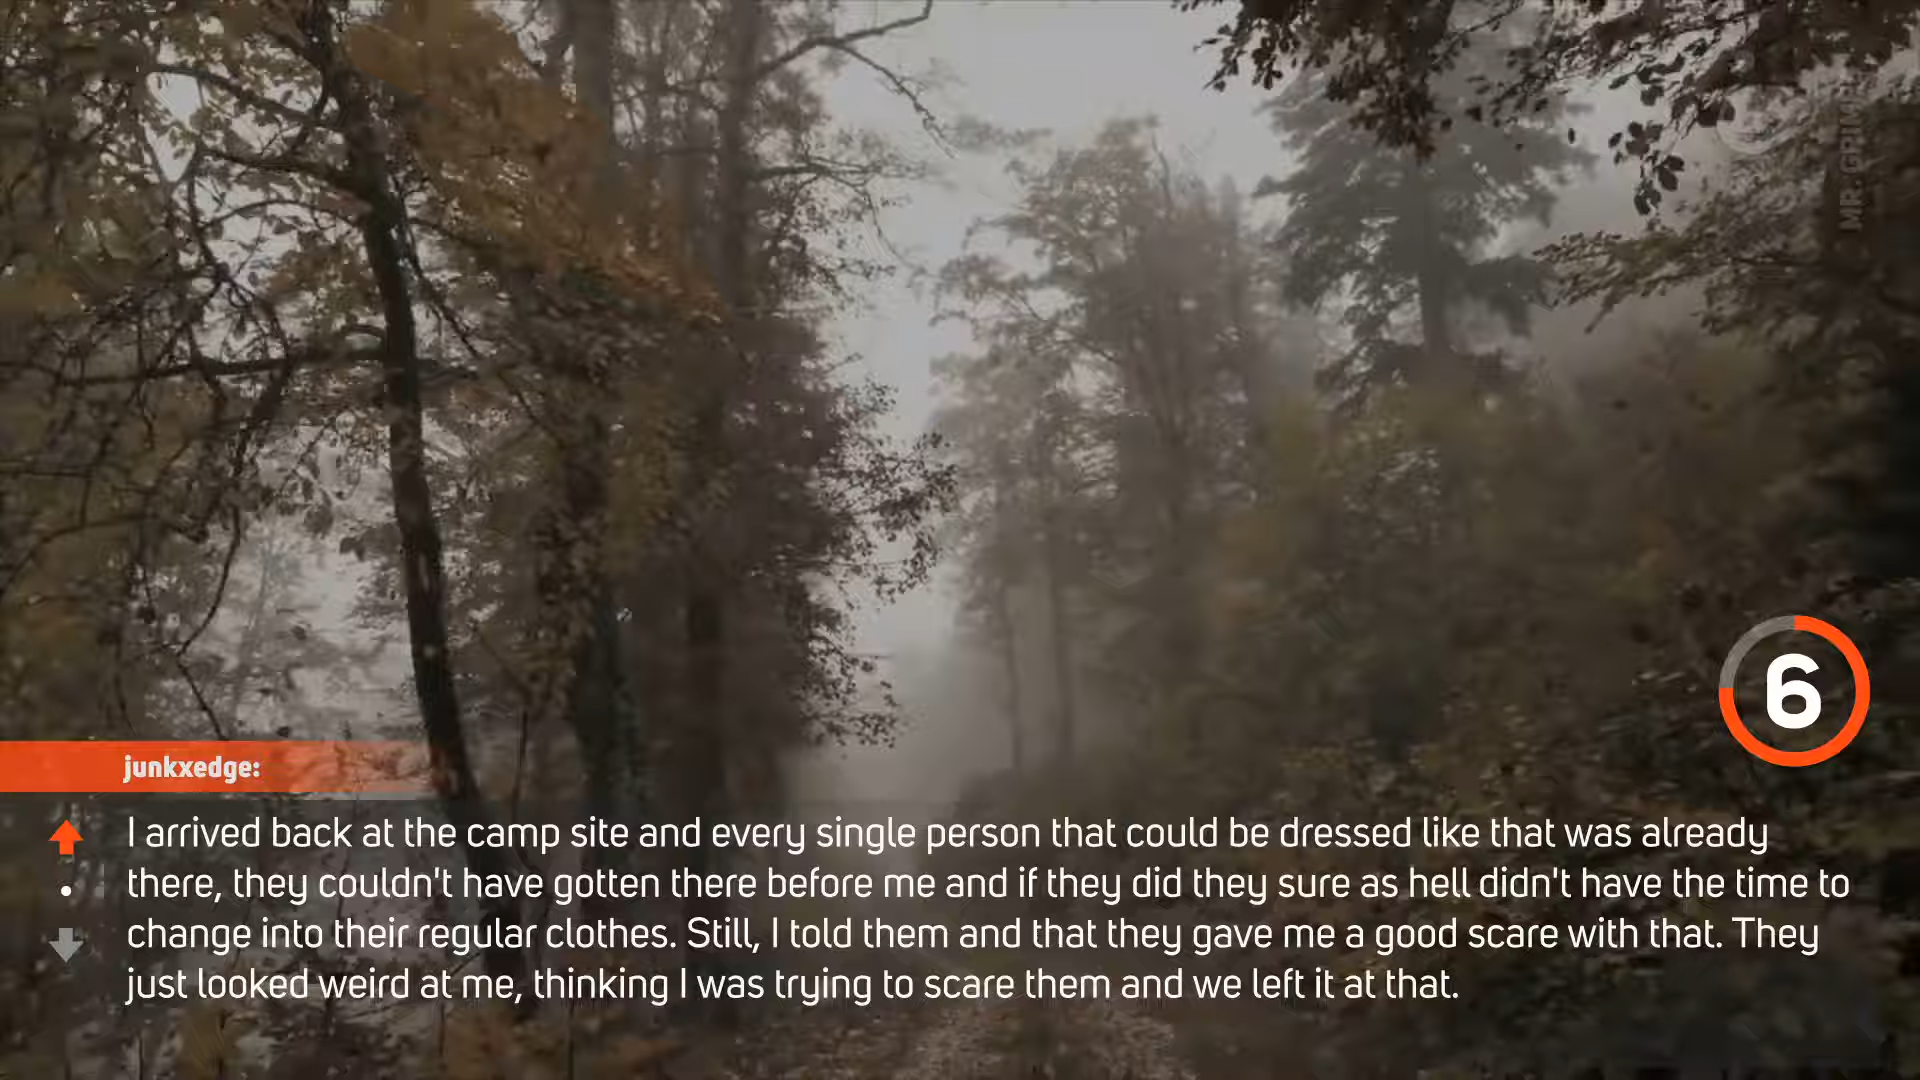 MR. GRIM
6
junkxedge:
I arrived back at the camp site and every single person that could be dressed like that was already
there, they couldn't have gotten there before me and if they did they sure as hell didn't have the time to
change into their regular clothes. Still, I told them and that they gave me a good scare with that. They
just looked weird at me, thinking I was trying to scare them and we left it at that.